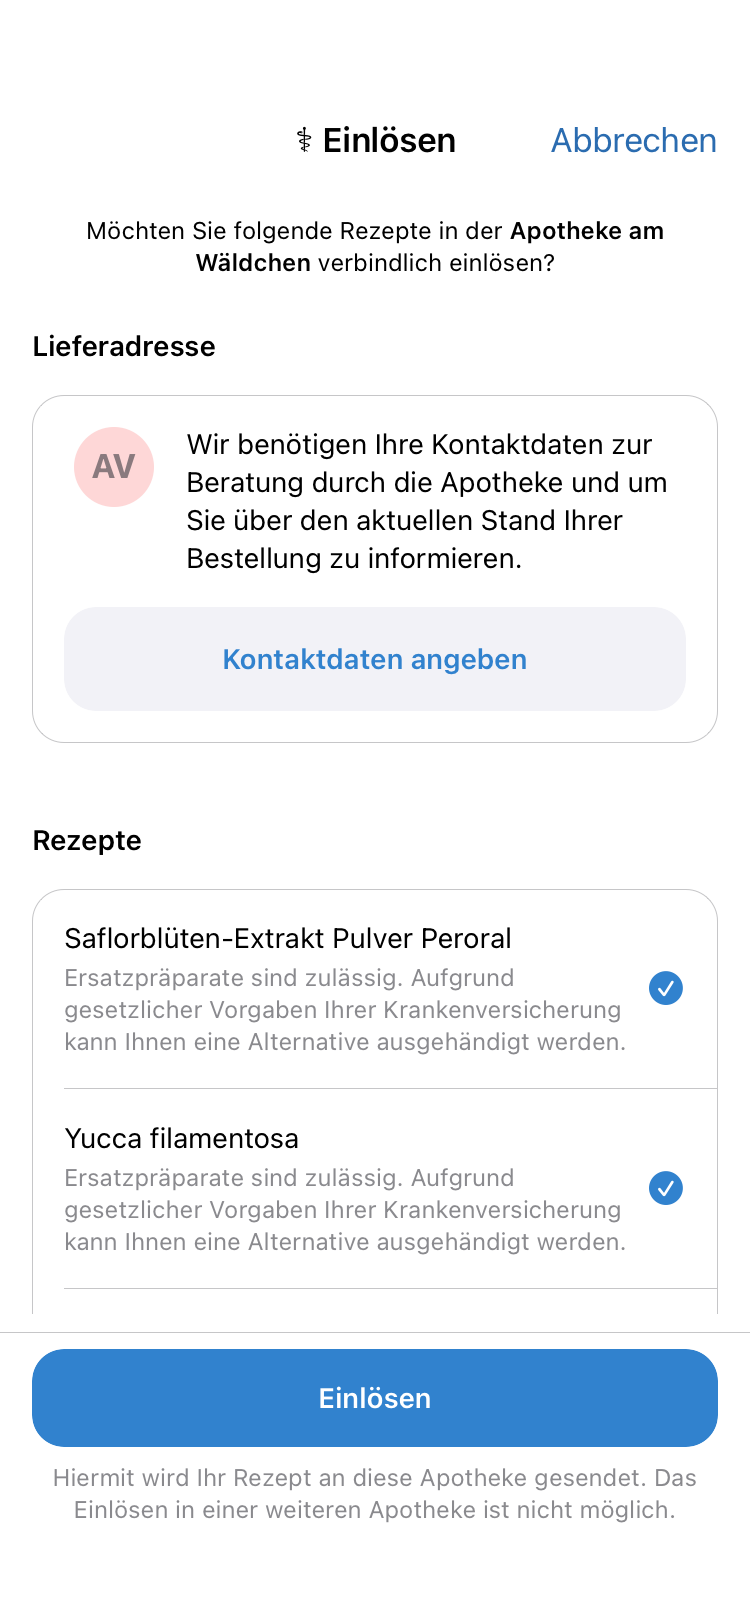 ⚕ Einlösen Abbrechen
Möchten Sie folgende Rezepte in der Apotheke am
Wäldchen verbindlich einlösen?
Lieferadresse
AV
Wir benötigen Ihre Kontaktdaten zur
Beratung durch die Apotheke und um
Sie über den aktuellen Stand Ihrer
Bestellung zu informieren.
Kontaktdaten angeben
Rezepte
Saflorblüten-Extrakt Pulver Peroral
Ersatzpräparate sind zulässig. Aufgrund
gesetzlicher Vorgaben Ihrer Krankenversicherung
kann Ihnen eine Alternative ausgehändigt werden.
Yucca filamentosa
Ersatzpräparate sind zulässig. Aufgrund
gesetzlicher Vorgaben Ihrer Krankenversicherung
kann Ihnen eine Alternative ausgehändigt werden.
Einlösen
Hiermit wird Ihr Rezept an diese Apotheke gesendet. Das
Einlösen in einer weiteren Apotheke ist nicht möglich.